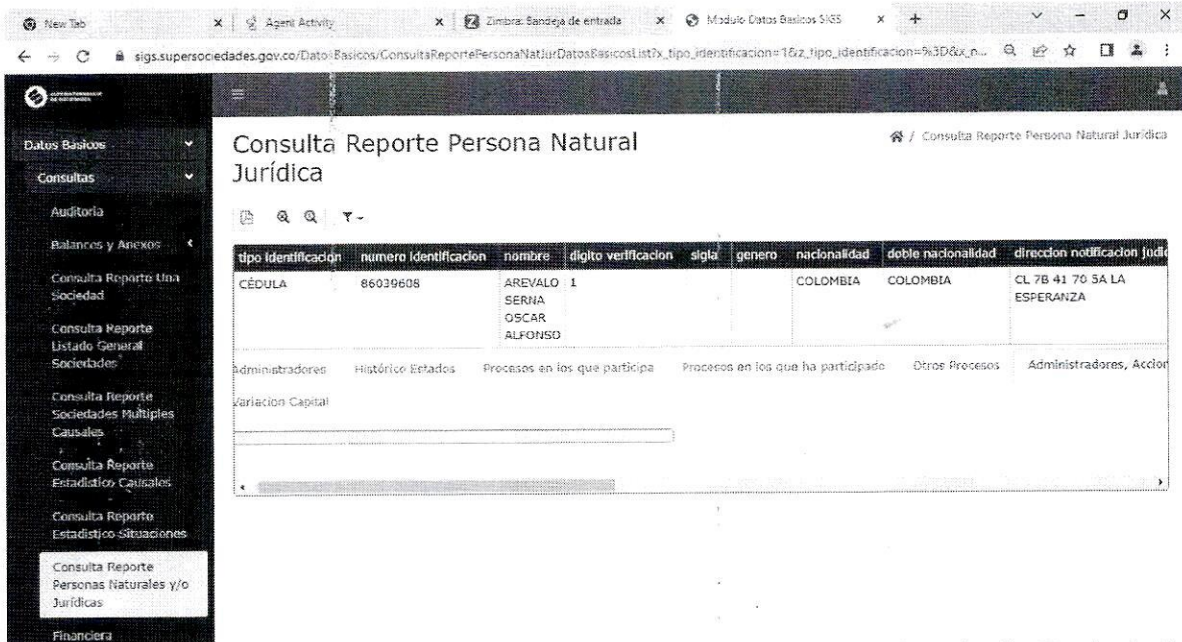 New Tab
Agent Activity
Zimbra: Bandeja de entrada
Modulo Datos Basicos SIGS
sigs.supersociedades.gov.co/DatosBasicos/ConsultaReportePersonaNatJurDatosBasicosList?x_tipo_identificacion=1&z_tipo_identificacion=%3D&x_n...
Datos Basicos
Consultas
Auditoria
Balances y Anexos
Consulta Reporte Una
Sociedad
Consulta Reporte
Listado General
Sociedades
Consulta Reporte
Sociedades Multiples
Causales
Consulta Reporte
Estadistico Causales
Consulta Reporte
Estadistico Situaciones
Consulta Reporte
Personas Naturales y/o
Jurídicas
Financiera
Consulta Reporte Persona Natural
Jurídica
/ Consulta Reporte Persona Natural Jurídica
tipo identificacion numero identificacion nombre digito verificacion sigla genero nacionalidad doble nacionalidad direccion notificacion judic
CÉDULA 86039608 AREVALO 1 COLOMBIA COLOMBIA CL 7B 41 70 5A LA
SERNA ESPERANZA
OSCAR
ALFONSO
Administradores Histórico Estados Procesos en los que participa Procesos en los que ha participado Otros Procesos Administradores, Accion
Variacion Capital